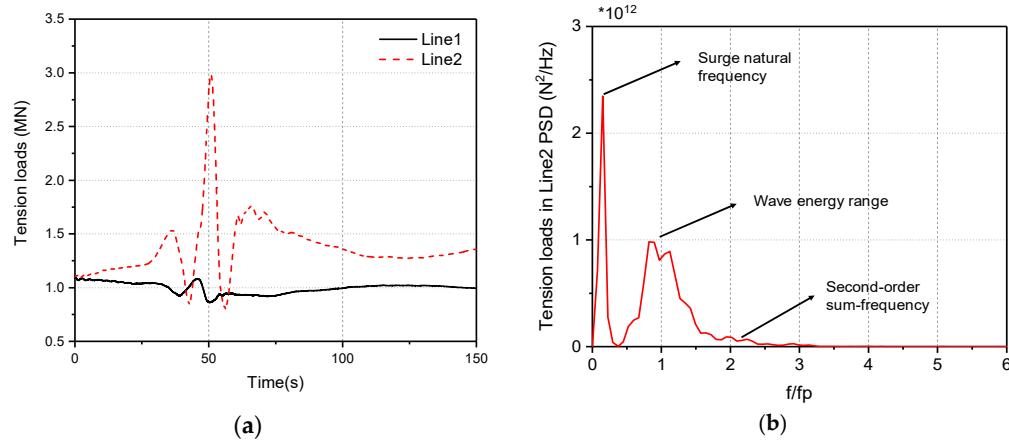 3.5
3.0
2.5
2.0
1.5
1.0
0.5
Tension loads (MN)
Line1
Line2
0
50
100
150
Time(s)
(a)
*10¹²
3
2
1
0
Tension loads in Line2 PSD (N²/Hz)
Surge natural
frequency
Wave energy range
Second-order
sum-frequency
0
1
2
3
4
5
6
f/fp
(b)